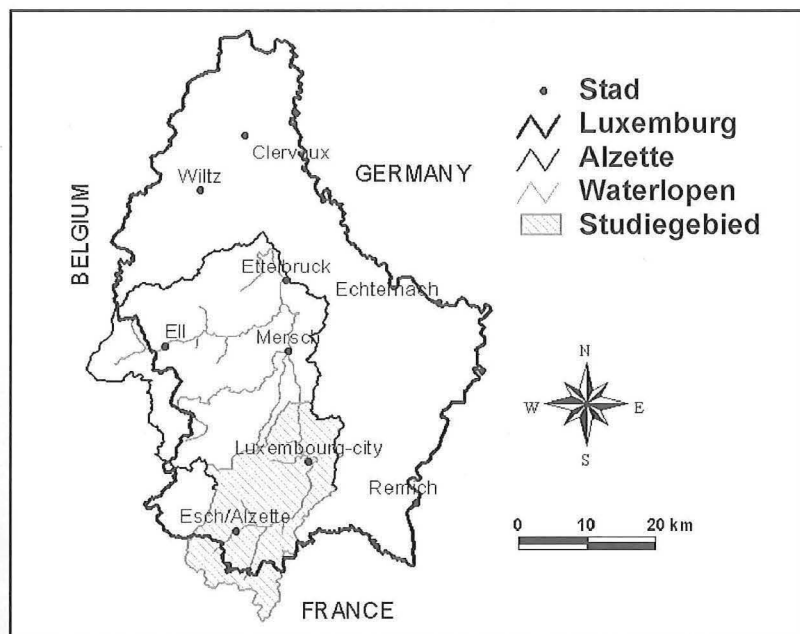 Stad
Luxemburg
Alzette
Waterlopen
Studiegebied
Clervaux
Wiltz
GERMANY
BELGIUM
Ettelbruck
Echternach
Ell
Mersch
N
W E
S
Luxembourg-city
Remich
Esch/Alzette
0 10 20 km
FRANCE